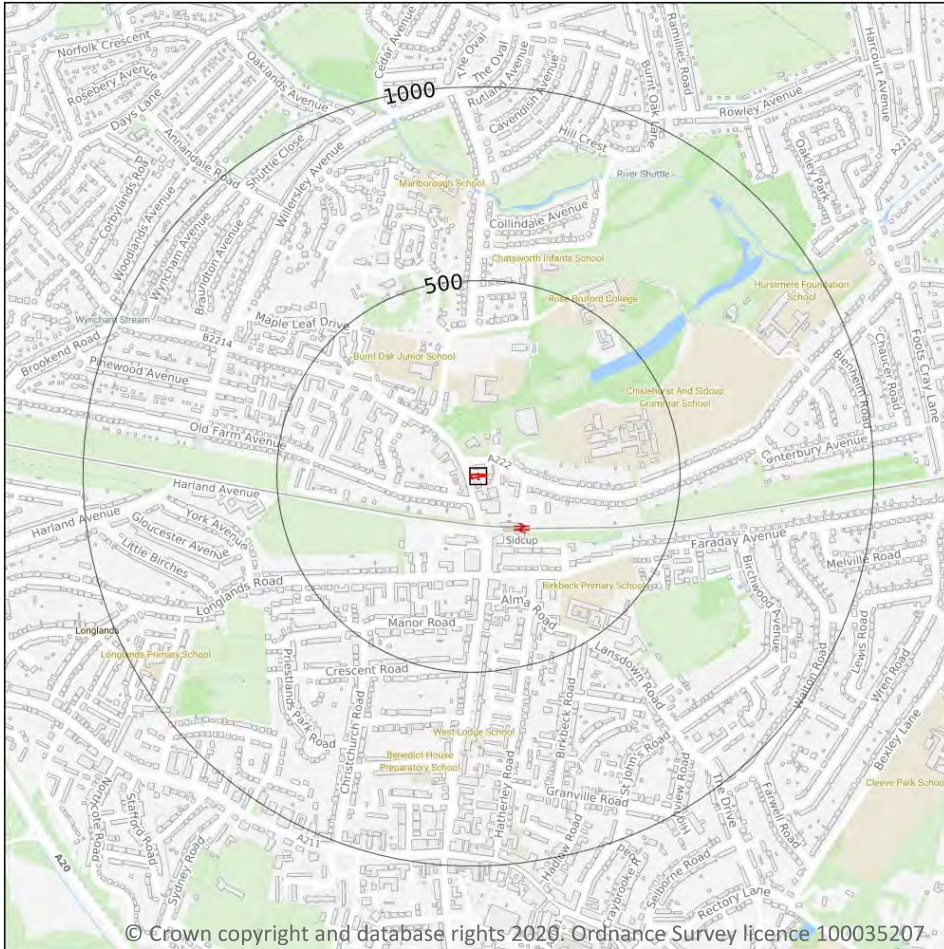 Norfolk Crescent
Rosebery Avenue
Days Lane
Annandale Road
Oaklands Avenue
Cedar Avenue
The Oval
The Oval
Rutland Avenue
Cavendish Avenue
Burnt Oak Lane
Ramillies Road
Harcourt Avenue
Rowley Avenue
1000
Hill Crest
Oakley Park
Shuttle Close
Willersley Avenue
Marlborough School
River Shuttle
Woodlands Avenue
Wyncham Avenue
Braundton Avenue
Collindale Avenue
Chatsworth Infants School
500
Rose Bruford College
Hursmere Foundation
School
Wyncham Stream
Maple Leaf Drive
B2214
Brookend Road
Pinewood Avenue
Burnt Oak Junior School
Blenheim Road
Chaucer Road
Foots Cray Lane
Chislehurst And Sidcup
Grammar School
Old Farm Avenue
A222
Canterbury Avenue
Harland Avenue
Harland Avenue
York Avenue
Gloucester Avenue
Little Birches
Sidcup
Faraday Avenue
Melville Road
Longlands Road
Birkbeck Primary School
Birchwood Avenue
Alma Road
Manor Road
Longlands
Longlands Primary School
Crescent Road
Lansdown Road
Lewis Road
Wren Road
Walton Road
Priestlands Park Road
Christchurch Road
Birkbeck Road
Bexley Lane
West Lodge School
Benedict House
Preparatory School
Hatherley Road
St John's Road
Cleeve Park School
Granville Road
Longview Road
The Drive
Farwell Road
Northcote Road
Stafford Road
Sydney Road
A211
A20
Hadlow Road
Selborne Road
Rectory Lane
© Crown copyright and database rights 2020. Ordnance Survey licence 100035207